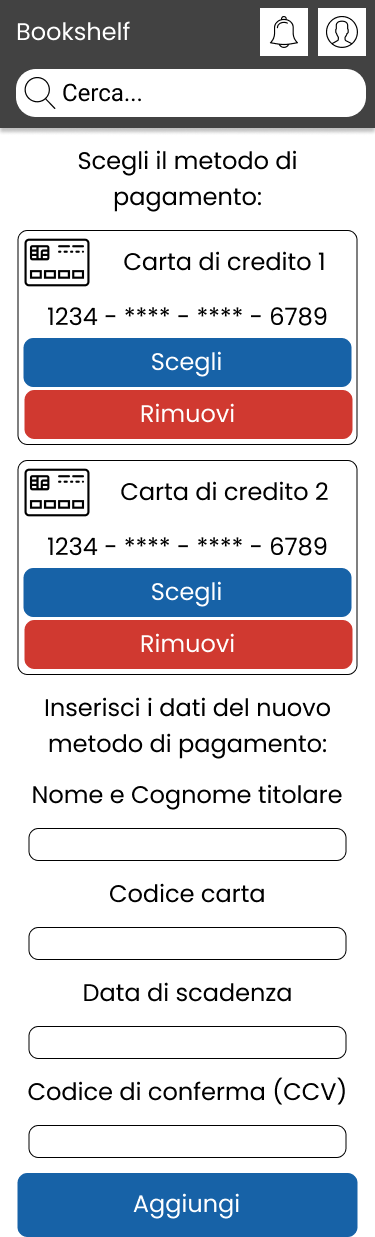 Bookshelf
Cerca...
Scegli il metodo di
pagamento:
Carta di credito 1
1234 - **** - **** - 6789
Scegli
Rimuovi
Carta di credito 2
1234 - **** - **** - 6789
Scegli
Rimuovi
Inserisci i dati del nuovo
metodo di pagamento:
Nome e Cognome titolare
Codice carta
Data di scadenza
Codice di conferma (CCV)
Aggiungi